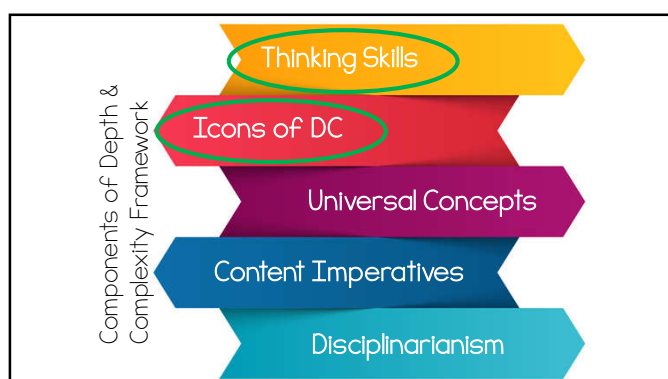 Components of Depth &
Complexity Framework
Thinking Skills
Icons of DC
Universal Concepts
Content Imperatives
Disciplinarianism